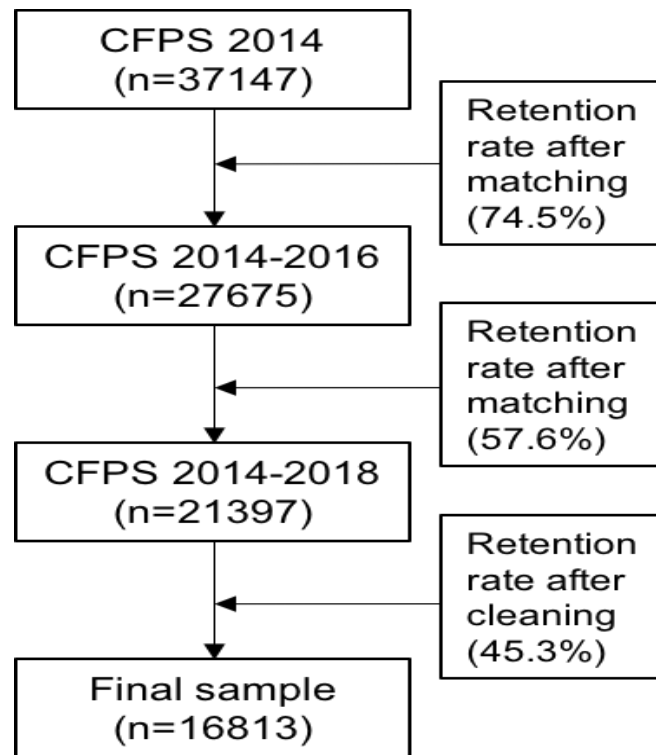 CFPS 2014
(n=37147)
Retention
rate after
matching
(74.5%)
CFPS 2014-2016
(n=27675)
Retention
rate after
matching
(57.6%)
CFPS 2014-2018
(n=21397)
Retention
rate after
cleaning
(45.3%)
Final sample
(n=16813)